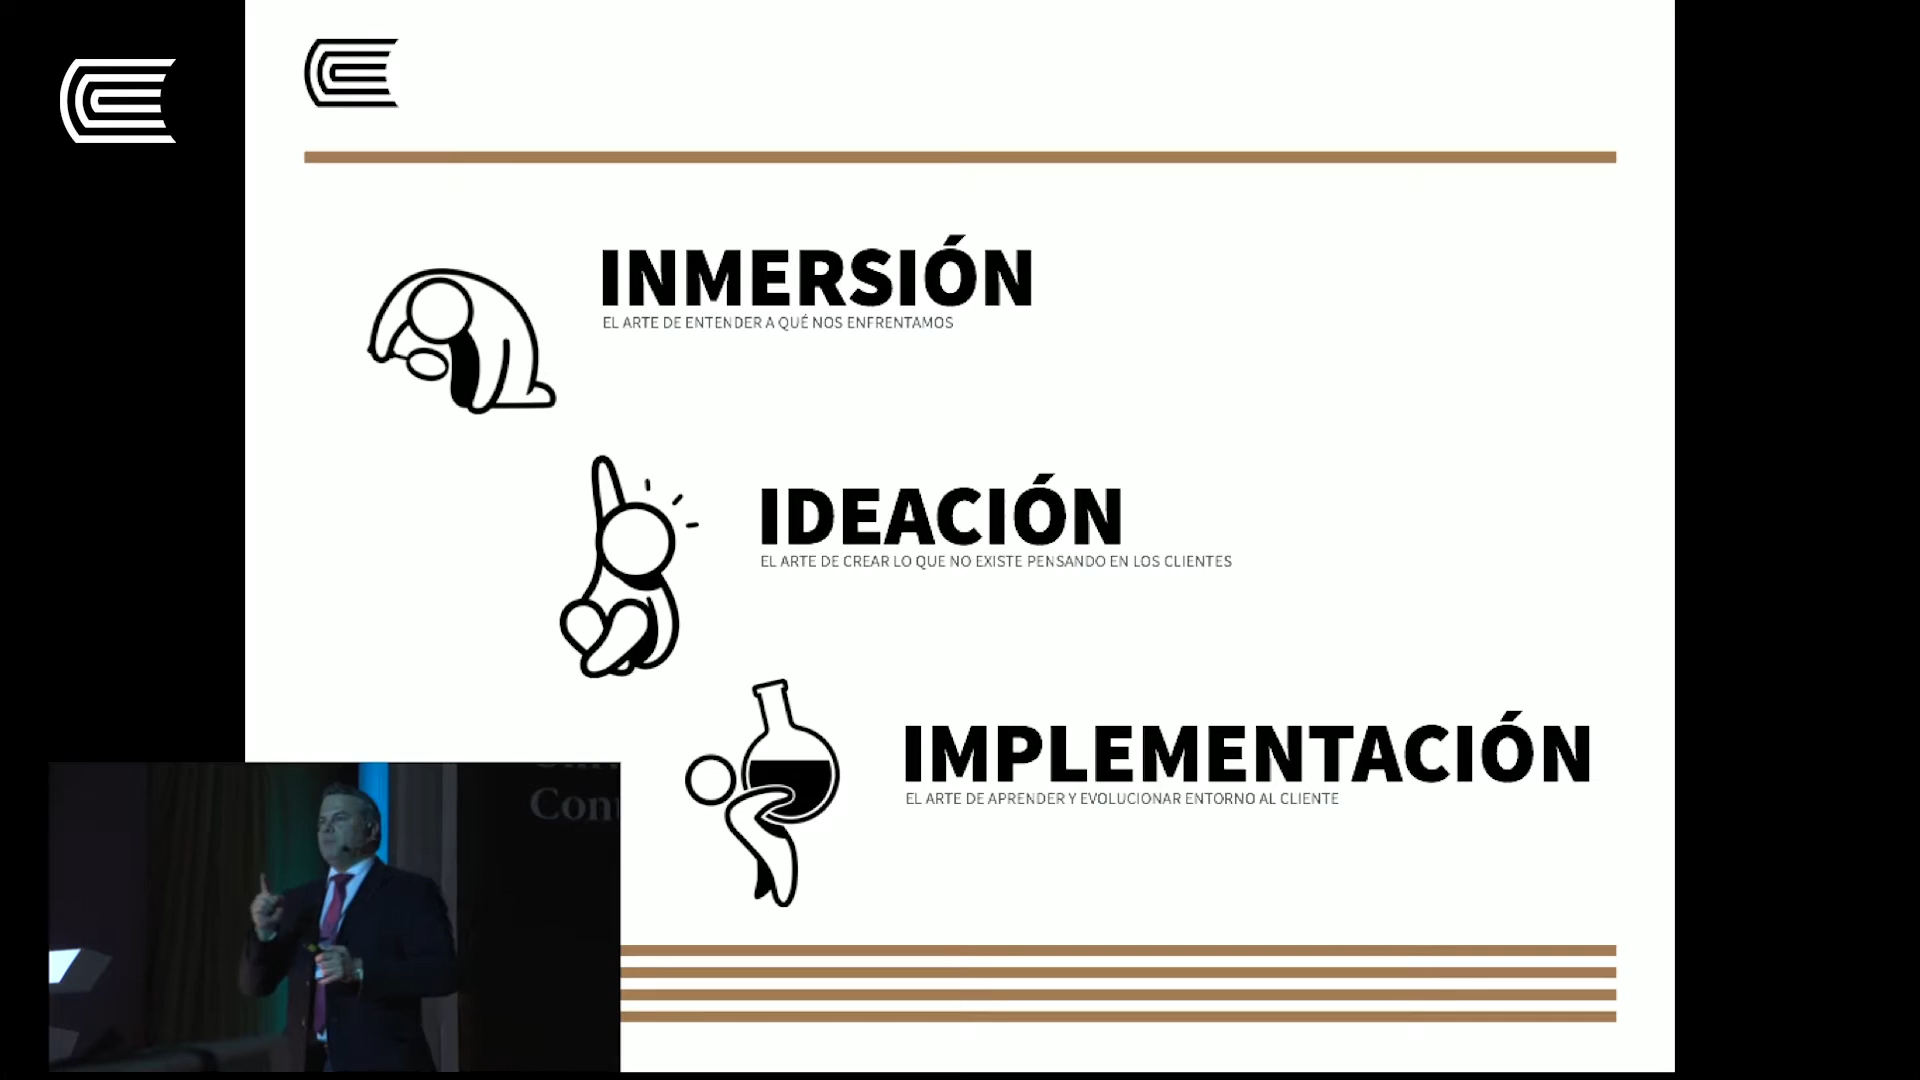 INMERSIÓN
EL ARTE DE ENTENDER A QUÉ NOS ENFRENTAMOS
IDEACIÓN
EL ARTE DE CREAR LO QUE NO EXISTE PENSANDO EN LOS CLIENTES
IMPLEMENTACIÓN
EL ARTE DE APRENDER Y EVOLUCIONAR ENTORNO AL CLIENTE